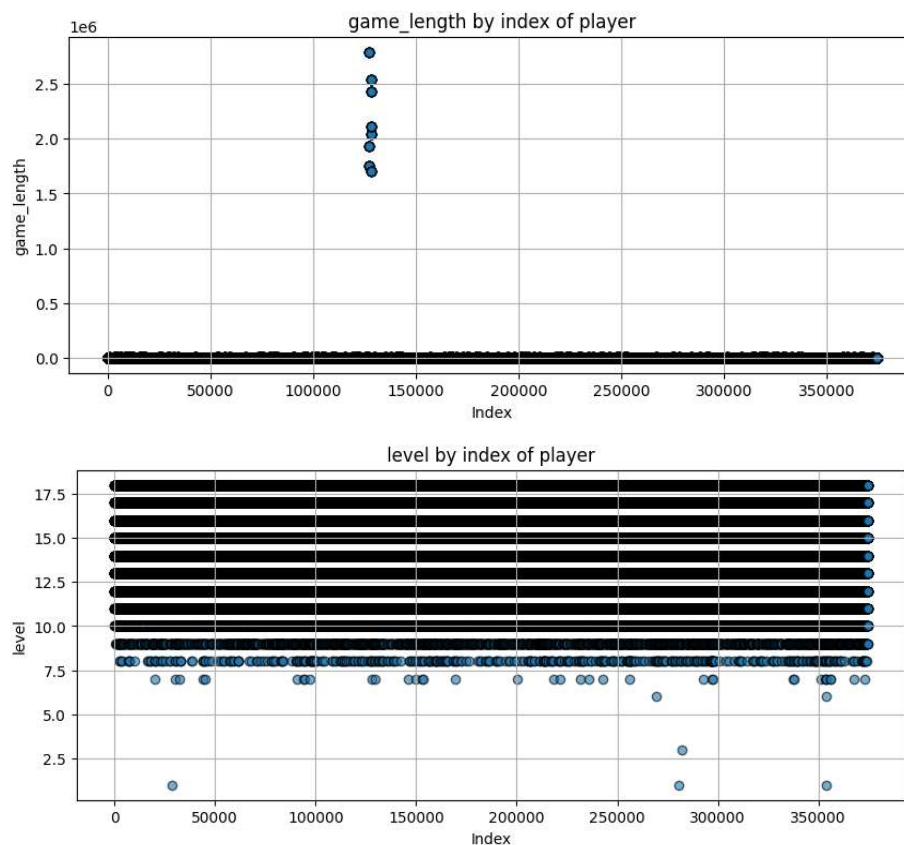 game_length by index of player
1e6
2.5
2.0
1.5
1.0
0.5
0.0
game_length
0 50000 100000 150000 200000 250000 300000 350000
Index
level by index of player
17.5
15.0
12.5
10.0
7.5
5.0
2.5
level
0 50000 100000 150000 200000 250000 300000 350000
Index